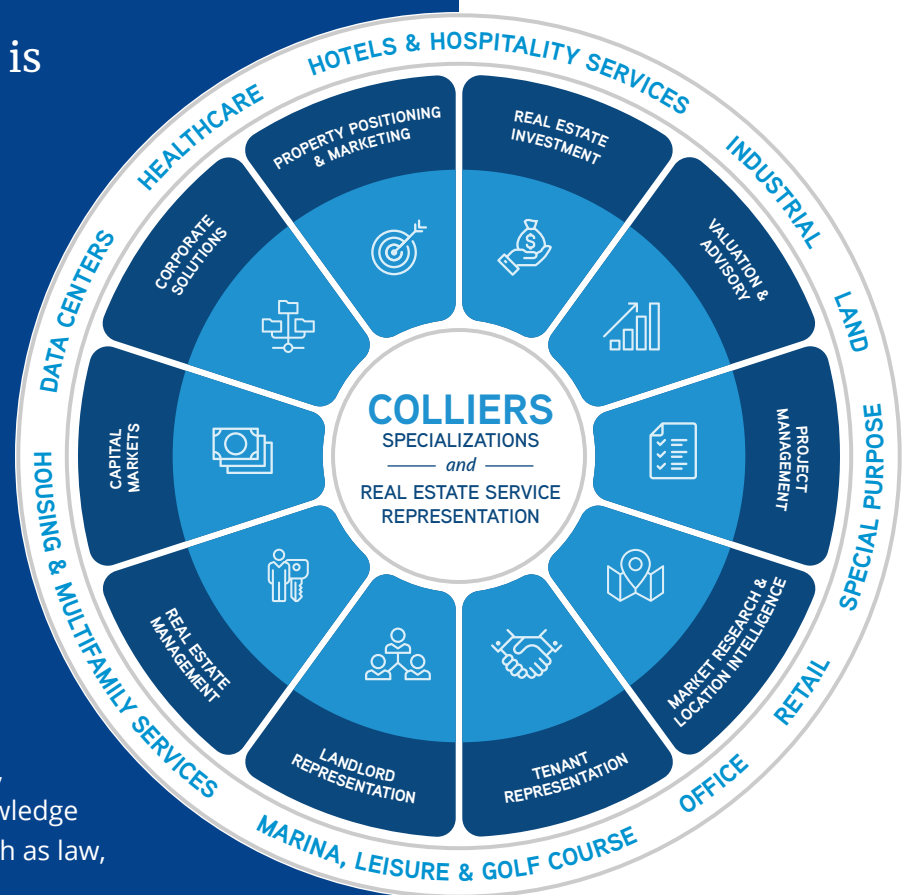 is
HOTELS & HOSPITALITY SERVICES
INDUSTRIAL
LAND
SPECIAL PURPOSE
RETAIL
OFFICE
MARINA, LEISURE & GOLF COURSE
HOUSING & MULTIFAMILY SERVICES
DATA CENTERS
HEALTHCARE
REAL ESTATE
INVESTMENT
VALUATION &
ADVISORY
PROJECT
MANAGEMENT
MARKET RESEARCH &
LOCATION INTELLIGENCE
TENANT
REPRESENTATION
LANDLORD
REPRESENTATION
REAL ESTATE
MANAGEMENT
CAPITAL
MARKETS
CORPORATE
SOLUTIONS
PROPERTY POSITIONING
& MARKETING
$
COLLIERS
SPECIALIZATIONS
and
REAL ESTATE SERVICE
REPRESENTATION
wledge
h as law,